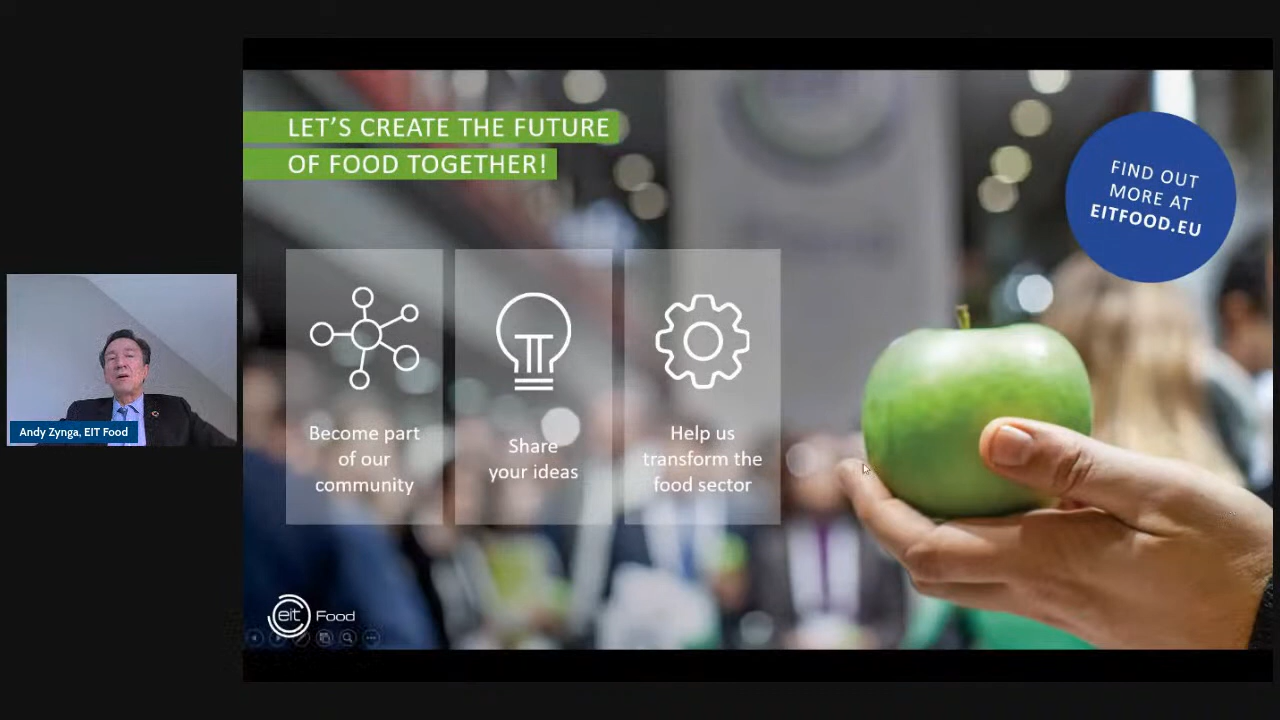 LET'S CREATE THE FUTURE
OF FOOD TOGETHER!
FIND OUT
MORE AT
EITFOOD.EU
Become part
of our
community
Share
your ideas
Help us
transform the
food sector
Andy Zynga, EIT Food
eit Food